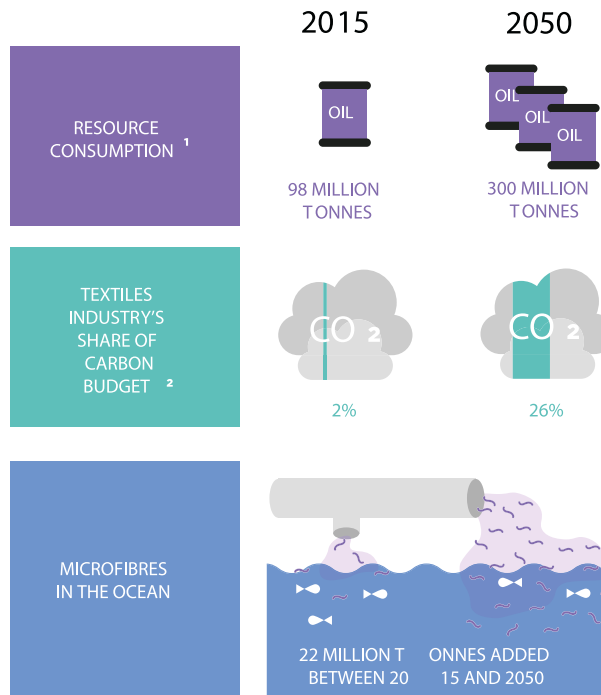 2015 2050
RESOURCE
CONSUMPTION ¹
OIL
OIL
OIL
OIL
98 MILLION
T ONNES
300 MILLION
T ONNES
TEXTILES
INDUSTRY'S
SHARE OF
CARBON
BUDGET ²
CO 2
CO 2
2%
26%
MICROFIBRES
IN THE OCEAN
22 MILLION T ONNES ADDED
BETWEEN 20 15 AND 2050